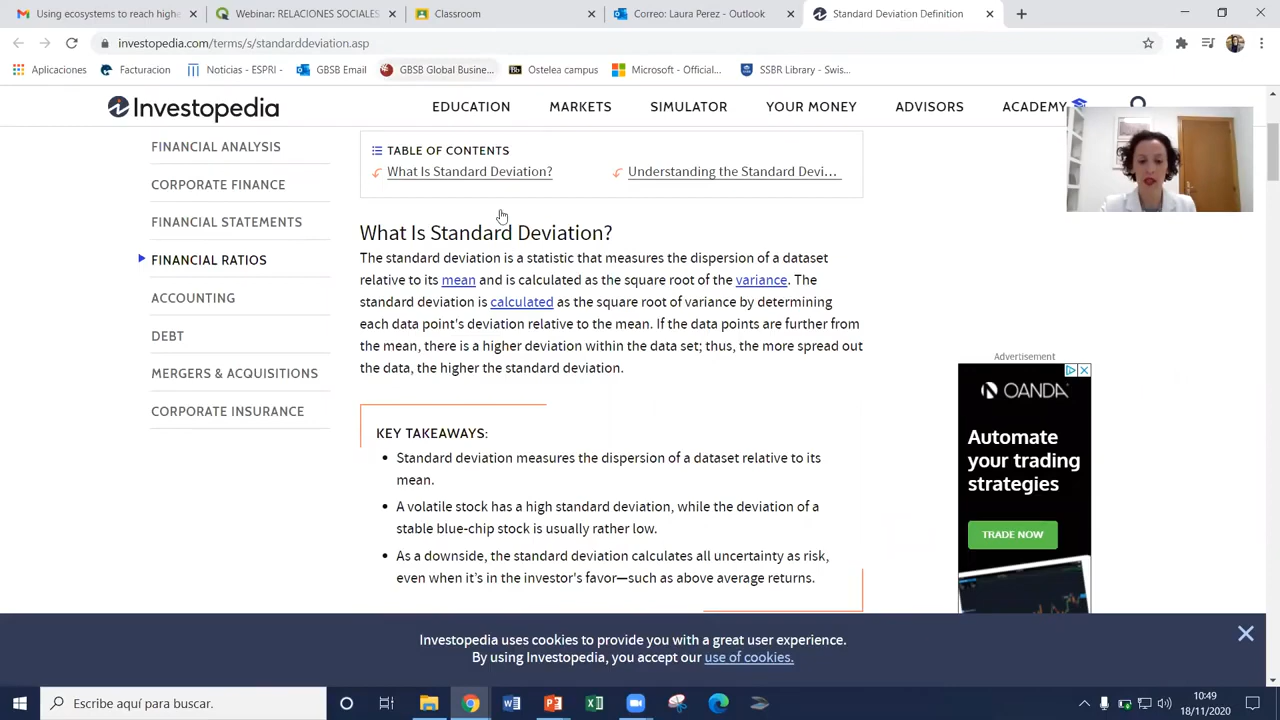 Using ecosystems to reach highe
Webinar: RELACIONES SOCIALES
Classroom
Correo: Laura Perez - Outlook
Standard Deviation Definition
investopedia.com/terms/s/standarddeviation.asp
Aplicaciones
Facturacion
Noticias - ESPRI - ...
GBSB Email
GBSB Global Busine...
Ostelea campus
Microsoft - Official...
SSBR Library - Swis...
Investopedia
EDUCATION
MARKETS
SIMULATOR
YOUR MONEY
ADVISORS
ACADEMY
FINANCIAL ANALYSIS
CORPORATE FINANCE
FINANCIAL STATEMENTS
FINANCIAL RATIOS
ACCOUNTING
DEBT
MERGERS & ACQUISITIONS
CORPORATE INSURANCE
TABLE OF CONTENTS
What Is Standard Deviation?
Understanding the Standard Devi...
What Is Standard Deviation?
The standard deviation is a statistic that measures the dispersion of a dataset
relative to its mean and is calculated as the square root of the variance. The
standard deviation is calculated as the square root of variance by determining
each data point's deviation relative to the mean. If the data points are further from
the mean, there is a higher deviation within the data set; thus, the more spread out
the data, the higher the standard deviation.
KEY TAKEAWAYS:
Standard deviation measures the dispersion of a dataset relative to its
mean.
A volatile stock has a high standard deviation, while the deviation of a
stable blue-chip stock is usually rather low.
As a downside, the standard deviation calculates all uncertainty as risk,
even when it's in the investor's favor—such as above average returns.
Advertisement
OANDA
Automate
your trading
strategies
TRADE NOW
Investopedia uses cookies to provide you with a great user experience.
By using Investopedia, you accept our use of cookies.
Escribe aquí para buscar.
10:49
18/11/2020